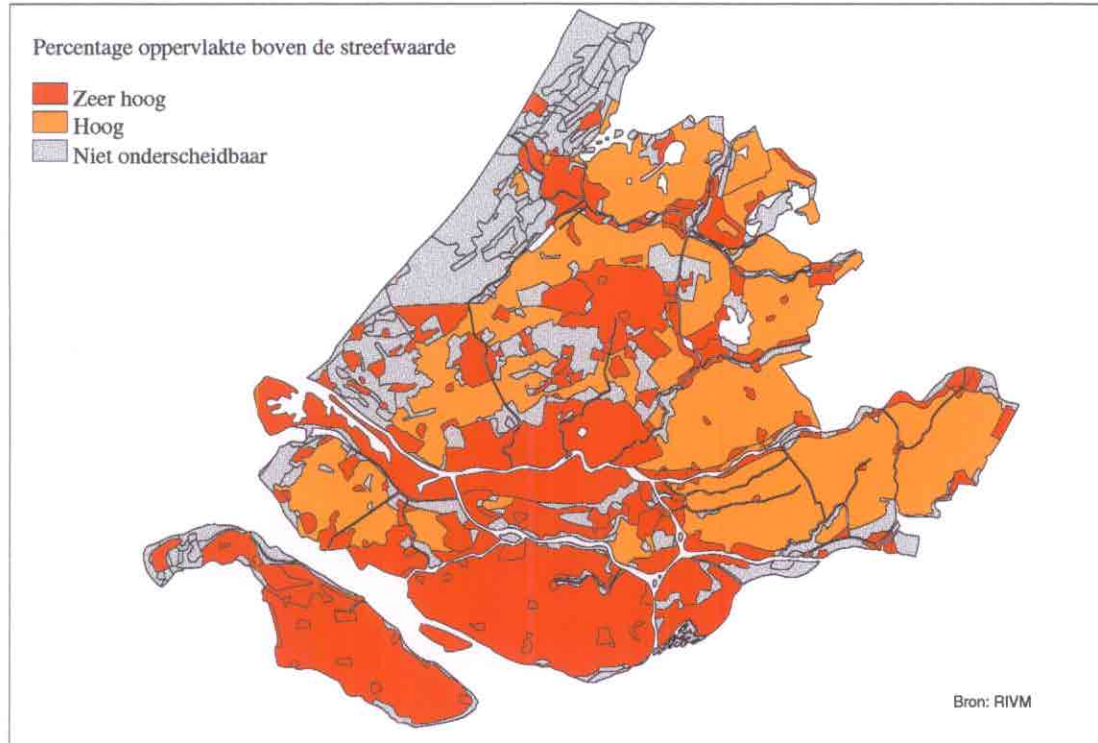 Percentage oppervlakte boven de streefwaarde
Zeer hoog
Hoog
Niet onderscheidbaar
Bron: RIVM